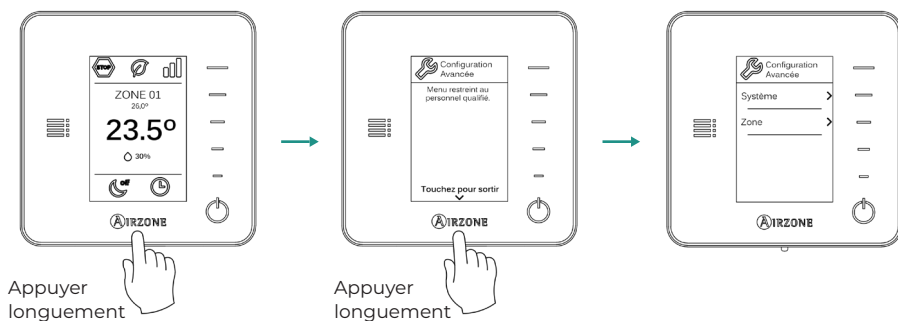 STOP
ZONE 01
26,0º
23.5º
30%
off
AIRZONE
Appuyer
longuement
Configuration
Avancée
Menu restreint au
personnel qualifié.
Touchez pour sortir
AIRZONE
Appuyer
longuement
Configuration
Avancée
Système
Zone
AIRZONE